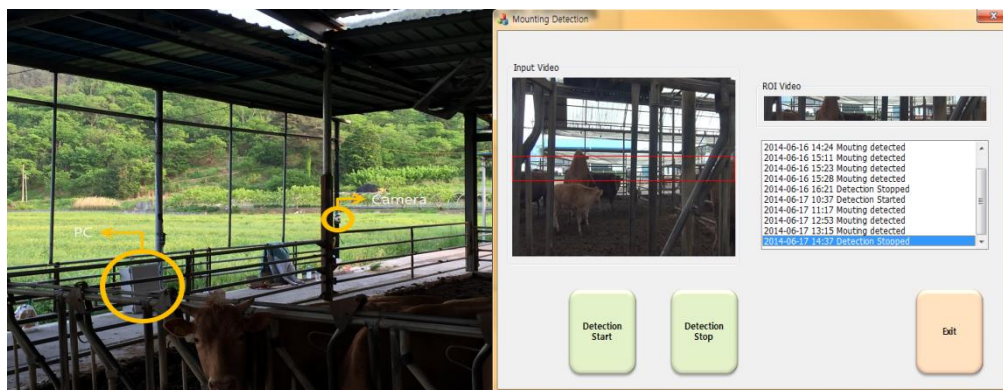 Camera
PC
Mounting Detection
Input Video
ROI Video
2014-06-16 14:24 Mouting detected
2014-06-16 15:11 Mouting detected
2014-06-16 15:23 Mouting detected
2014-06-16 15:28 Mouting detected
2014-06-16 16:21 Detection Stopped
2014-06-17 10:37 Detection Started
2014-06-17 11:17 Mouting detected
2014-06-17 12:53 Mouting detected
2014-06-17 13:15 Mouting detected
2014-06-17 14:37 Detection Stopped
Detection
Start
Detection
Stop
Exit